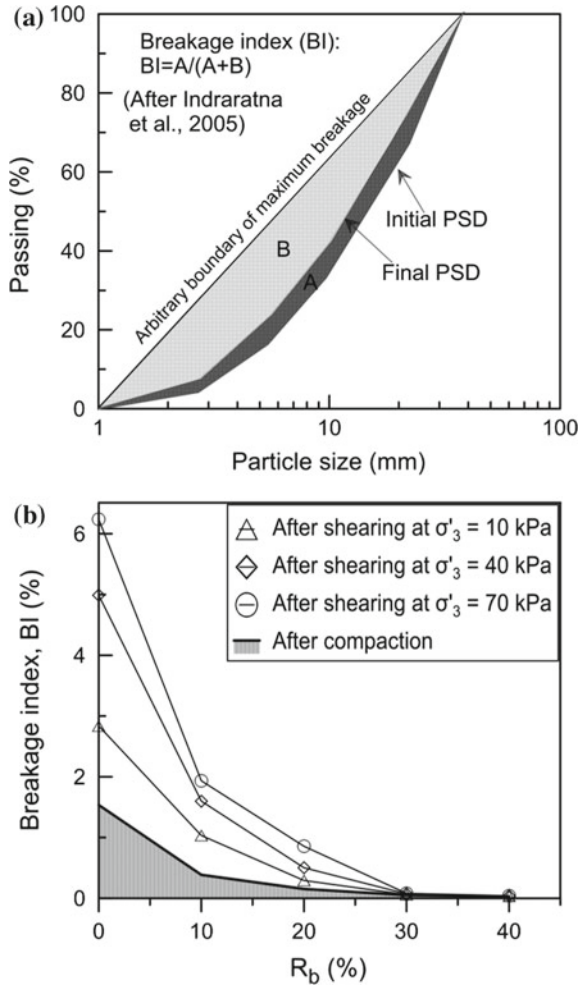 (a)
Breakage index (BI):
BI=A/(A+B)
(After Indraratna
et al., 2005)
Arbitrary boundary of maximum breakage
B
A
Initial PSD
Final PSD
Passing (%)
100
80
60
40
20
0
1
10
100
Particle size (mm)
(b)
After shearing at σ'₃ = 10 kPa
After shearing at σ'₃ = 40 kPa
After shearing at σ'₃ = 70 kPa
After compaction
Breakage index, BI (%)
6
4
2
0
0
10
20
30
40
R_b (%)